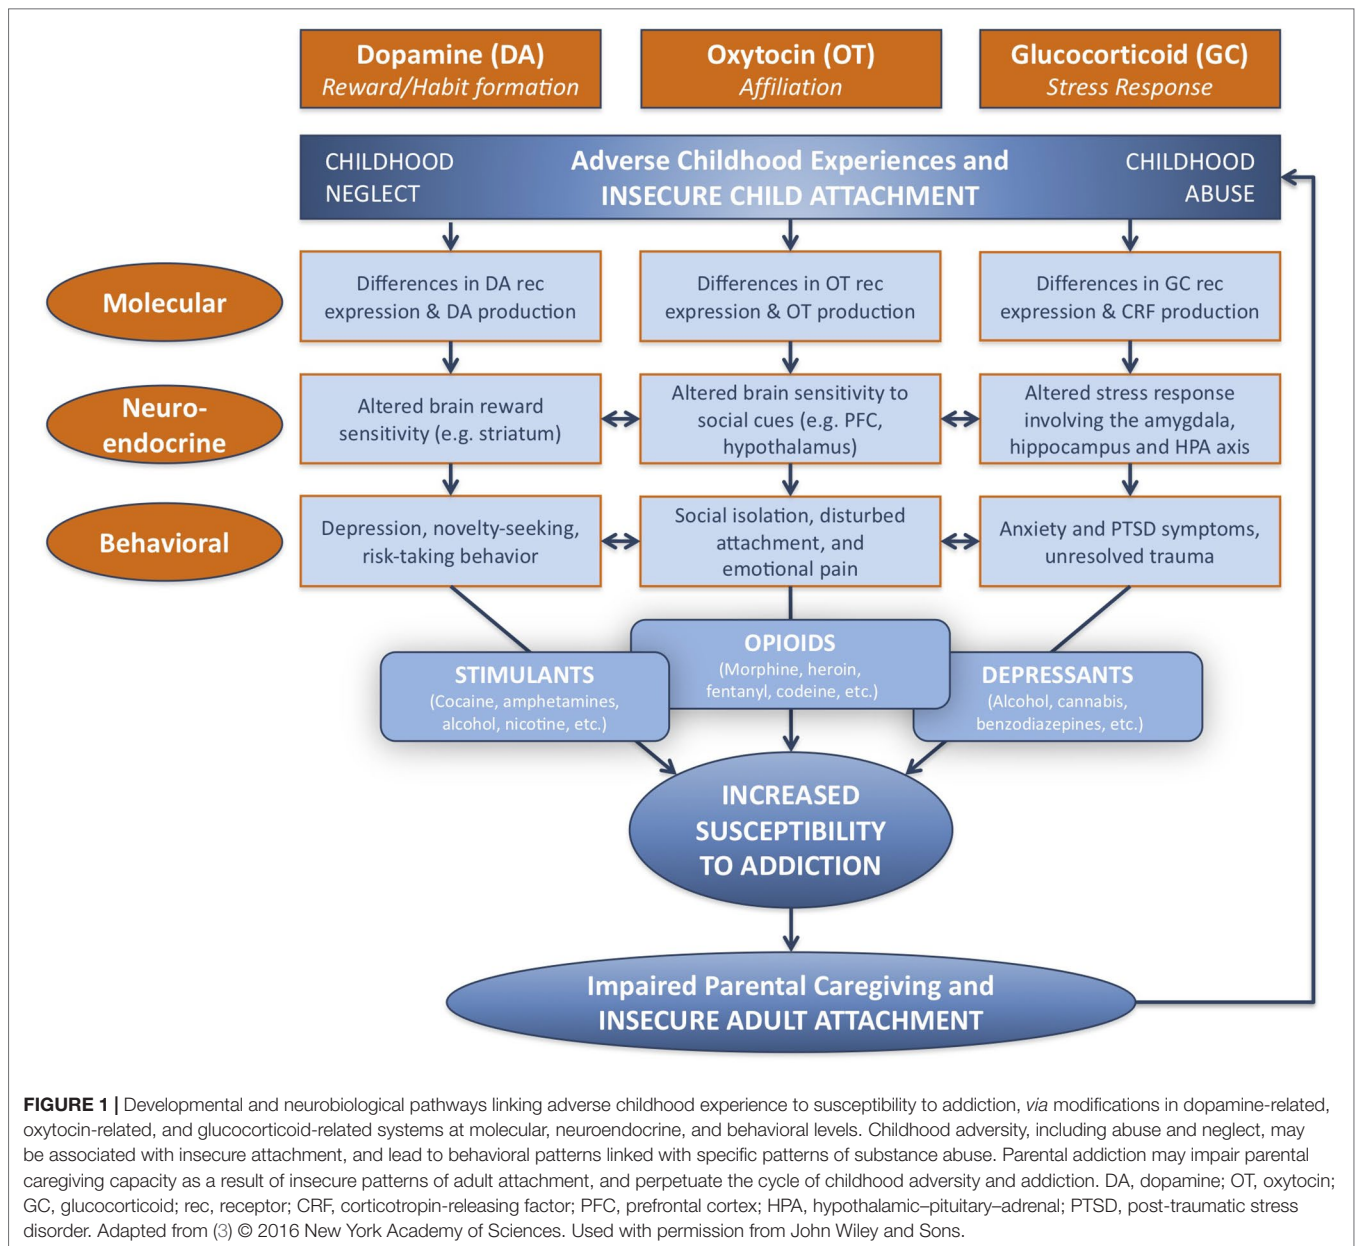 Dopamine (DA)
Reward/Habit formation
Oxytocin (OT)
Affiliation
Glucocorticoid (GC)
Stress Response
CHILDHOOD
NEGLECT
Adverse Childhood Experiences and
INSECURE CHILD ATTACHMENT
CHILDHOOD
ABUSE
Molecular
Differences in DA rec
expression & DA production
Differences in OT rec
expression & OT production
Differences in GC rec
expression & CRF production
Neuro-
endocrine
Altered brain reward
sensitivity (e.g. striatum)
Altered brain sensitivity to
social cues (e.g. PFC,
hypothalamus)
Altered stress response
involving the amygdala,
hippocampus and HPA axis
Behavioral
Depression, novelty-seeking,
risk-taking behavior
Social isolation, disturbed
attachment, and
emotional pain
Anxiety and PTSD symptoms,
unresolved trauma
STIMULANTS
(Cocaine, amphetamines,
alcohol, nicotine, etc.)
OPIOIDS
(Morphine, heroin,
fentanyl, codeine, etc.)
DEPRESSANTS
(Alcohol, cannabis,
benzodiazepines, etc.)
INCREASED
SUSCEPTIBILITY
TO ADDICTION
Impaired Parental Caregiving and
INSECURE ADULT ATTACHMENT
FIGURE 1 | Developmental and neurobiological pathways linking adverse childhood experience to susceptibility to addiction, via modifications in dopamine-related,
oxytocin-related, and glucocorticoid-related systems at molecular, neuroendocrine, and behavioral levels. Childhood adversity, including abuse and neglect, may
be associated with insecure attachment, and lead to behavioral patterns linked with specific patterns of substance abuse. Parental addiction may impair parental
caregiving capacity as a result of insecure patterns of adult attachment, and perpetuate the cycle of childhood adversity and addiction. DA, dopamine; OT, oxytocin;
GC, glucocorticoid; rec, receptor; CRF, corticotropin-releasing factor; PFC, prefrontal cortex; HPA, hypothalamic–pituitary–adrenal; PTSD, post-traumatic stress
disorder. Adapted from (3) © 2016 New York Academy of Sciences. Used with permission from John Wiley and Sons.